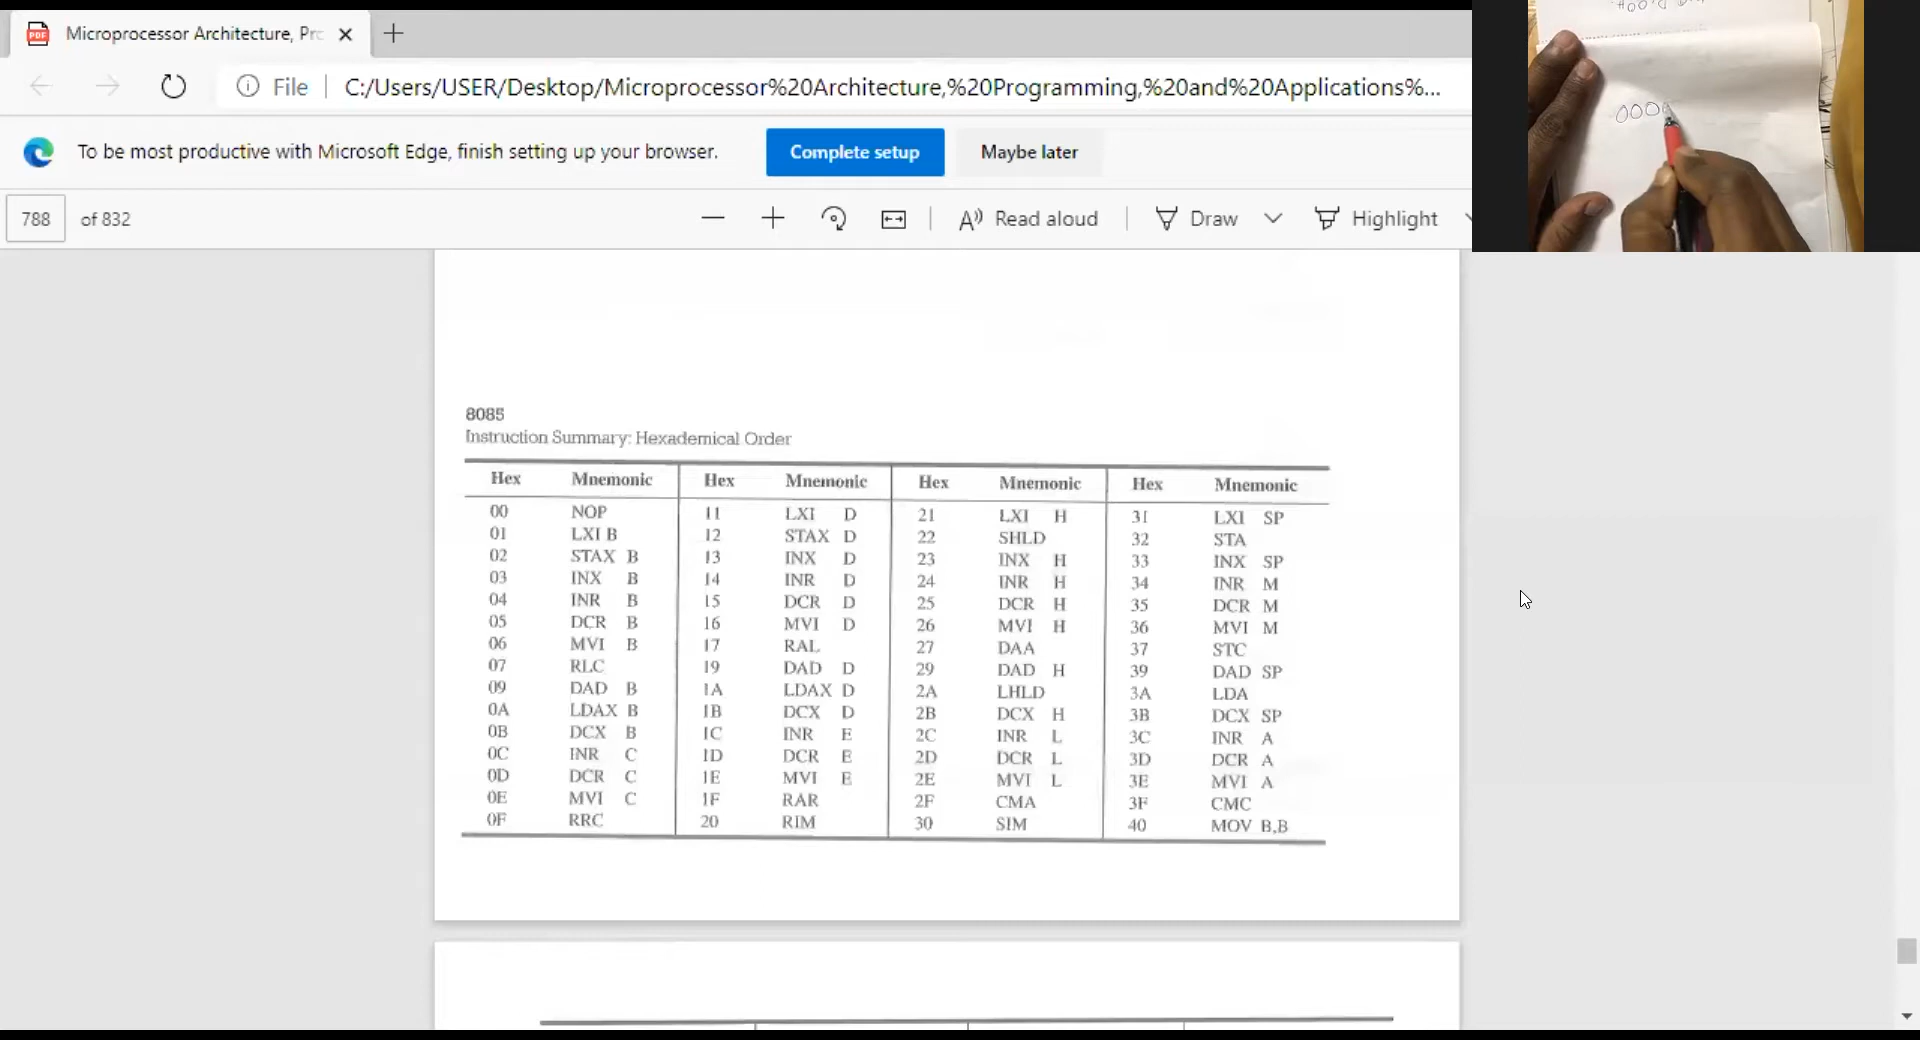 Microprocessor Architecture, Pr
File C:/Users/USER/Desktop/Microprocessor%20Architecture,%20Programming,%20and%20Applications%...
To be most productive with Microsoft Edge, finish setting up your browser. Complete setup Maybe later
788 of 832 Read aloud Draw Highlight
8085
Instruction Summary: Hexademical Order
Hex Mnemonic Hex Mnemonic Hex Mnemonic Hex Mnemonic
00 NOP 11 LXI D 21 LXI H 31 LXI SP
01 LXI B 12 STAX D 22 SHLD 32 STA
02 STAX B 13 INX D 23 INX H 33 INX SP
03 INX B 14 INR D 24 INR H 34 INR M
04 INR B 15 DCR D 25 DCR H 35 DCR M
05 DCR B 16 MVI D 26 MVI H 36 MVI M
06 MVI B 17 RAL 27 DAA 37 STC
07 RLC 19 DAD D 29 DAD H 39 DAD SP
09 DAD B 1A LDAX D 2A LHLD 3A LDA
0A LDAX B 1B DCX D 2B DCX H 3B DCX SP
0B DCX B 1C INR E 2C INR L 3C INR A
0C INR C 1D DCR E 2D DCR L 3D DCR A
0D DCR C 1E MVI E 2E MVI L 3E MVI A
0E MVI C 1F RAR 2F CMA 3F CMC
0F RRC 20 RIM 30 SIM 40 MOV B,B
000